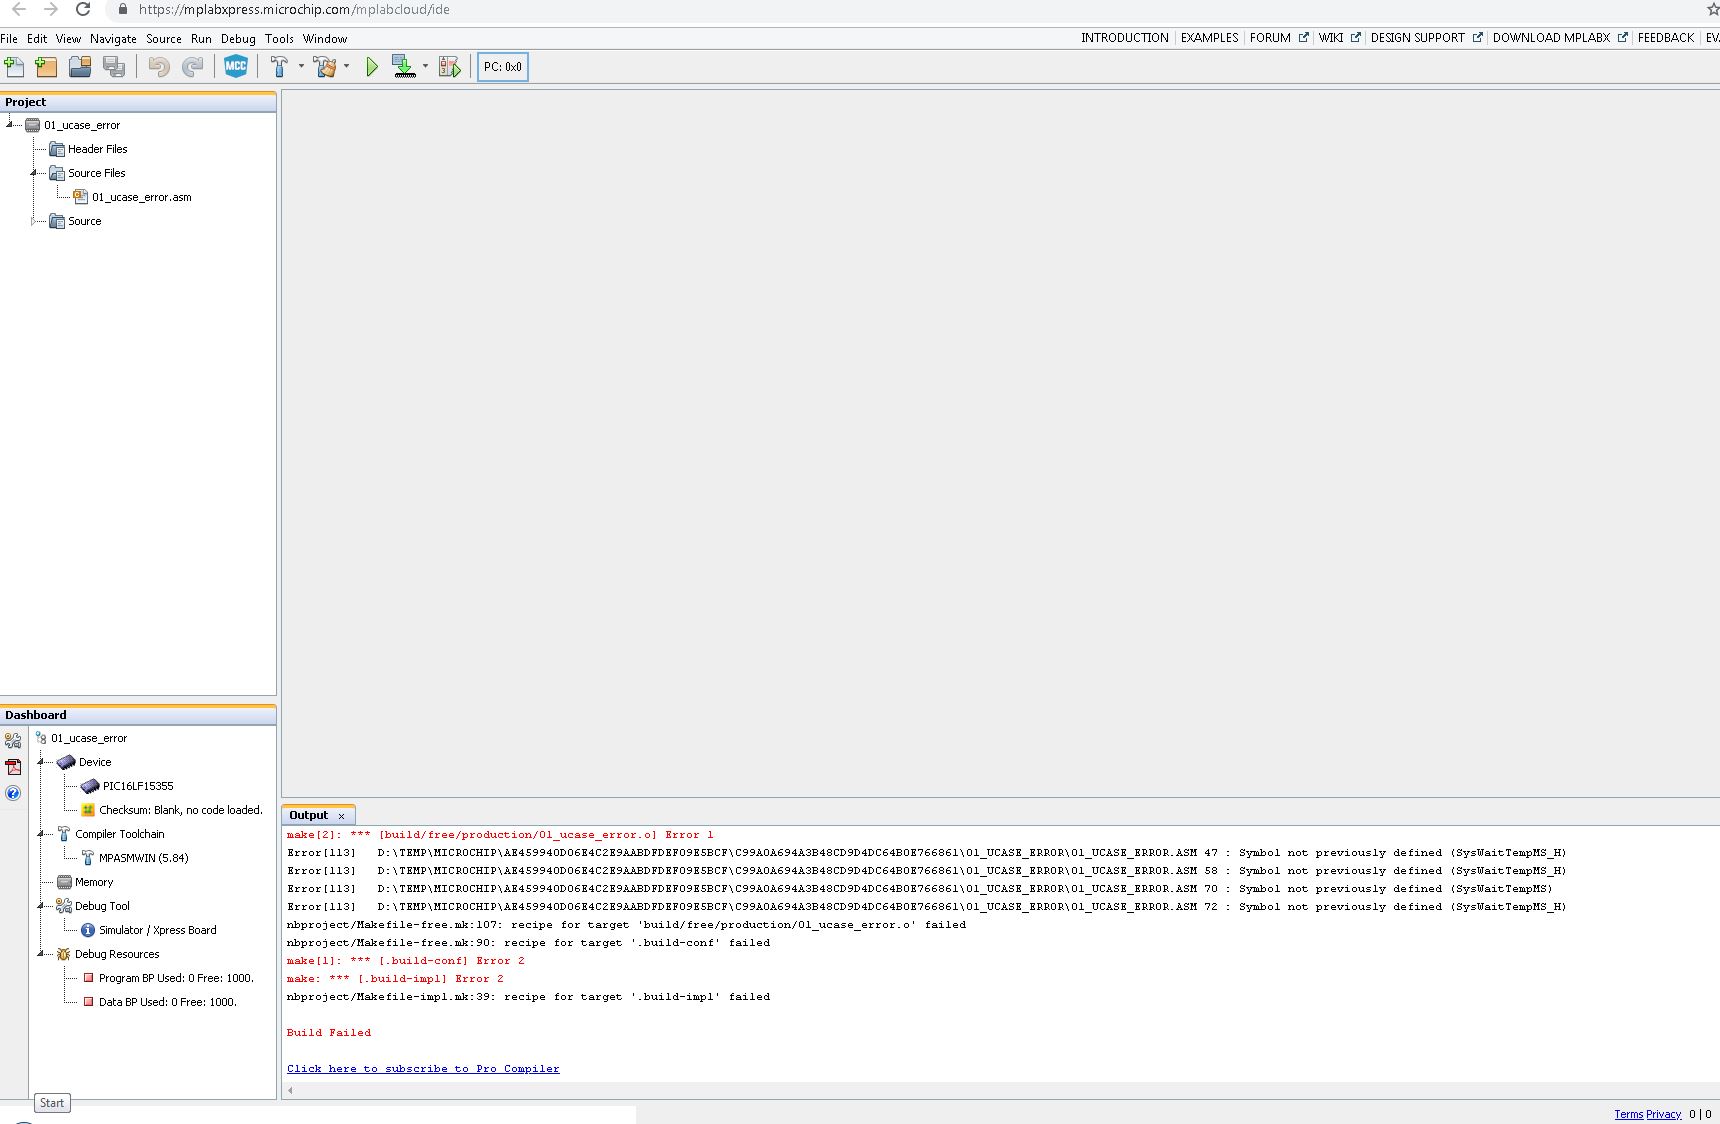 https://mplabxpress.microchip.com/mplabcloud/ide
File Edit View Navigate Source Run Debug Tools Window
INTRODUCTION EXAMPLES FORUM WIKI DESIGN SUPPORT DOWNLOAD MPLABX FEEDBACK EV
MCC
PC: 0x0
Project
01_ucase_error
Header Files
Source Files
01_ucase_error.asm
Source
Dashboard
01_ucase_error
Device
PIC16LF15355
Checksum: Blank, no code loaded.
Compiler Toolchain
MPASMWIN (5.84)
Memory
Debug Tool
Simulator / Xpress Board
Debug Resources
Program BP Used: 0 Free: 1000.
Data BP Used: 0 Free: 1000.
Start
Output x
make[2]: *** [build/free/production/01_ucase_error.o] Error 1
Error[113] D:\TEMP\MICROCHIP\AE459940D06E4C2E9AABDFDEF09E5BCF\C99A0A694A3B48CD9D4DC64B0E766861\01_UCASE_ERROR\01_UCASE_ERROR.ASM 47 : Symbol not previously defined (SysWaitTempMS_H)
Error[113] D:\TEMP\MICROCHIP\AE459940D06E4C2E9AABDFDEF09E5BCF\C99A0A694A3B48CD9D4DC64B0E766861\01_UCASE_ERROR\01_UCASE_ERROR.ASM 58 : Symbol not previously defined (SysWaitTempMS_H)
Error[113] D:\TEMP\MICROCHIP\AE459940D06E4C2E9AABDFDEF09E5BCF\C99A0A694A3B48CD9D4DC64B0E766861\01_UCASE_ERROR\01_UCASE_ERROR.ASM 70 : Symbol not previously defined (SysWaitTempMS)
Error[113] D:\TEMP\MICROCHIP\AE459940D06E4C2E9AABDFDEF09E5BCF\C99A0A694A3B48CD9D4DC64B0E766861\01_UCASE_ERROR\01_UCASE_ERROR.ASM 72 : Symbol not previously defined (SysWaitTempMS_H)
nbproject/Makefile-free.mk:107: recipe for target 'build/free/production/01_ucase_error.o' failed
nbproject/Makefile-free.mk:90: recipe for target '.build-conf' failed
make[1]: *** [.build-conf] Error 2
make: *** [.build-impl] Error 2
nbproject/Makefile-impl.mk:39: recipe for target '.build-impl' failed
Build Failed
Click here to subscribe to Pro Compiler
Terms Privacy 0 | 0